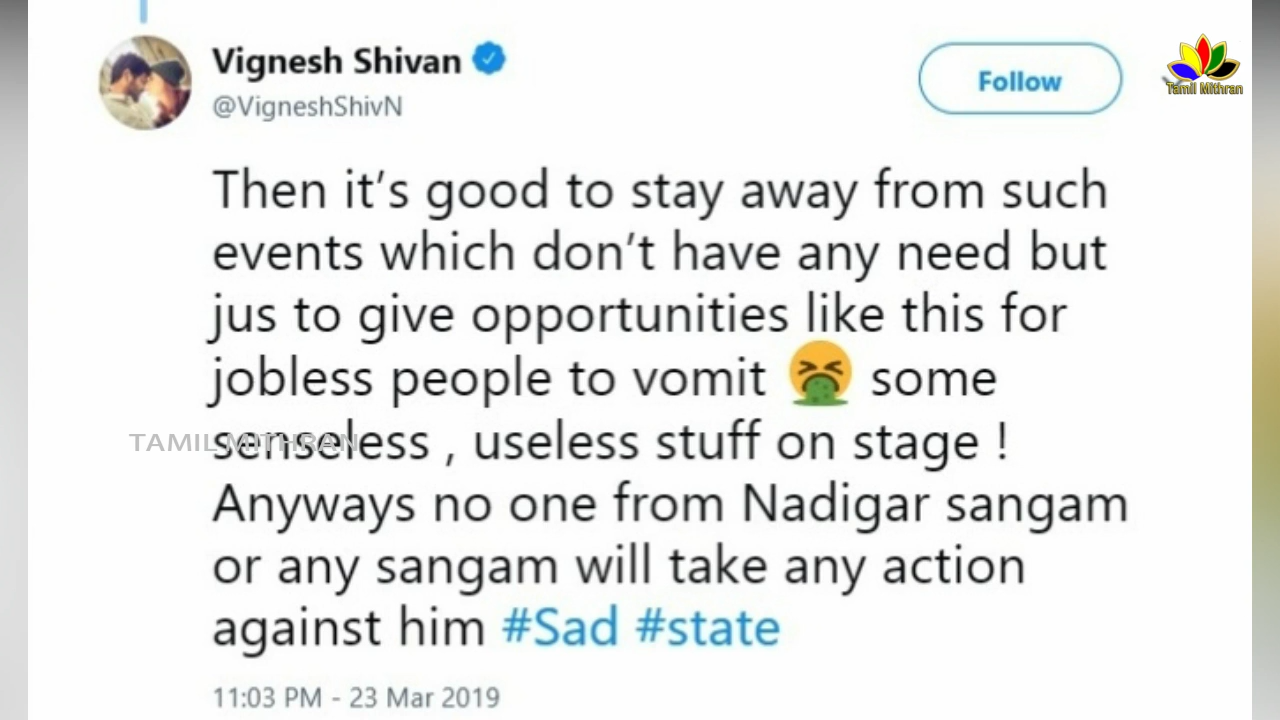 Vignesh Shivan
@VigneshShivN
Follow
Tamil Mithran
Then it's good to stay away from such
events which don't have any need but
jus to give opportunities like this for
jobless people to vomit 🤮 some
senseless , useless stuff on stage !
TAMIL MITHRAN
Anyways no one from Nadigar sangam
or any sangam will take any action
against him #Sad #state
11:03 PM - 23 Mar 2019